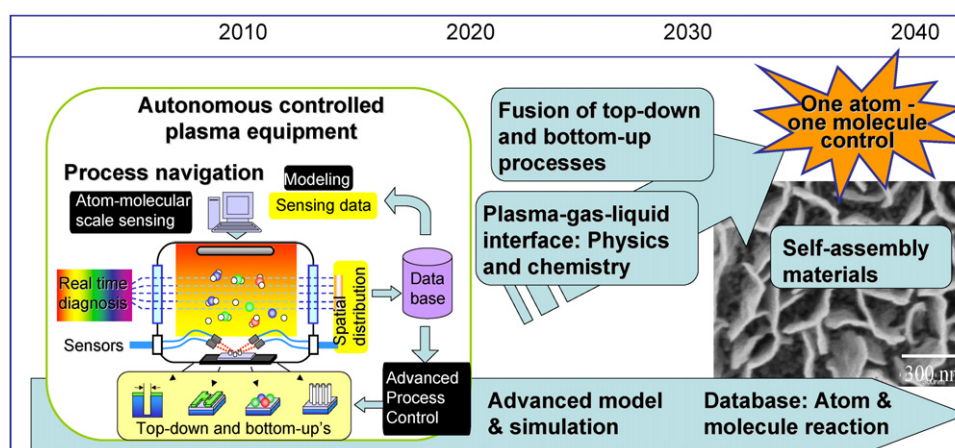 2010 2020 2030 2040
Autonomous controlled
plasma equipment
Process navigation
Atom-molecular
scale sensing
Modeling
Sensing data
Real time
diagnosis
Spatial
distribution
Data
base
Sensors
Advanced
Process
Control
Top-down and bottom-up's
Fusion of top-down
and bottom-up
processes
Plasma-gas-liquid
interface: Physics
and chemistry
One atom -
one molecule
control
Self-assembly
materials
300 nm
Advanced model
& simulation
Database: Atom &
molecule reaction